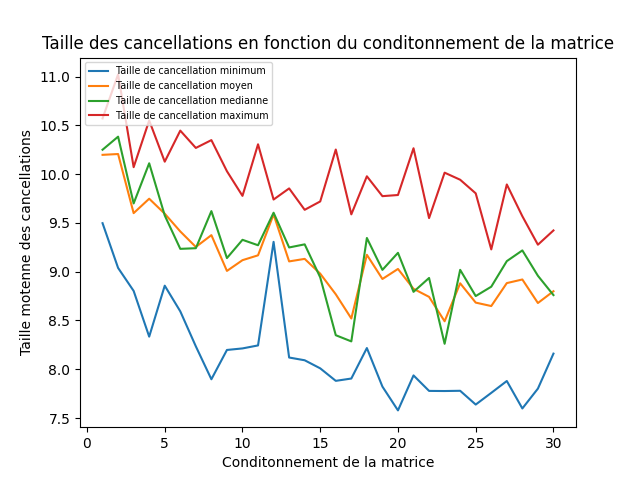 Taille des cancellations en fonction du conditonnement de la matrice
Taille de cancellation minimum
Taille de cancellation moyen
Taille de cancellation medianne
Taille de cancellation maximum
Taille motenne des cancellations
11.0
10.5
10.0
9.5
9.0
8.5
8.0
7.5
0 5 10 15 20 25 30
Conditonnement de la matrice